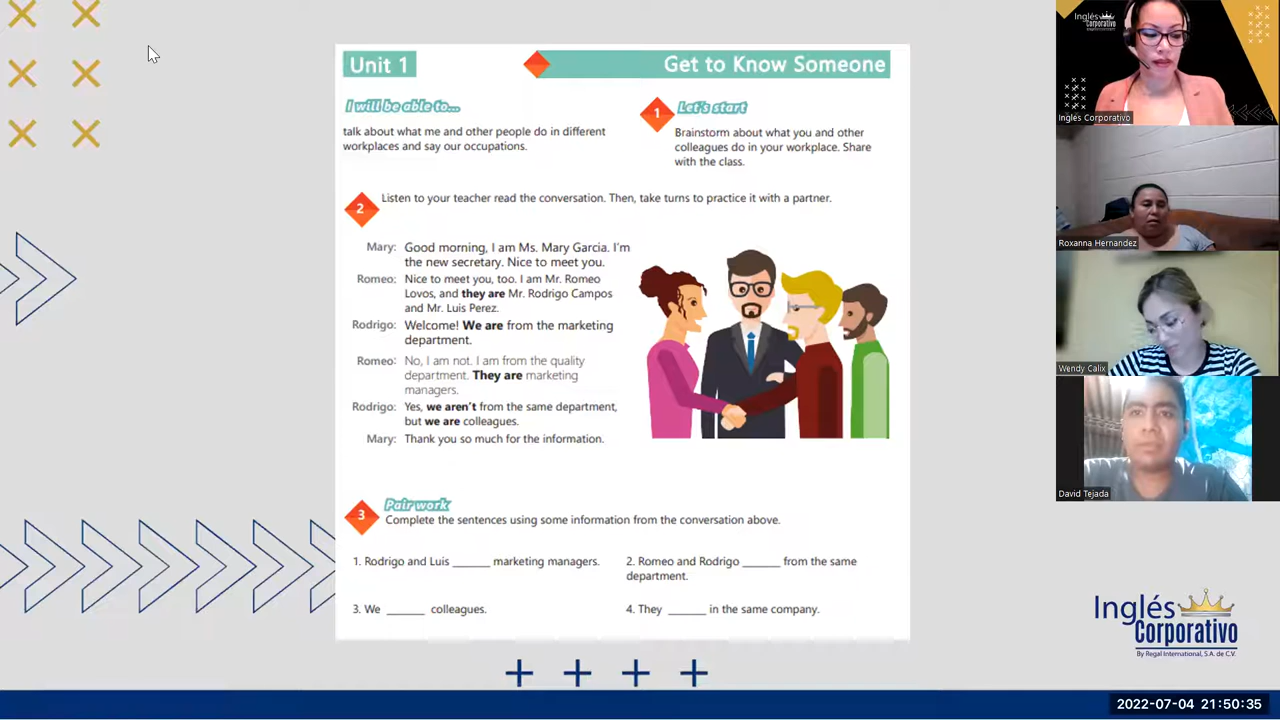 Unit 1
Get to Know Someone
I will be able to...
talk about what me and other people do in different
workplaces and say our occupations.
1
Let's start
Brainstorm about what you and other
colleagues do in your workplace. Share
with the class.
2
Listen to your teacher read the conversation. Then, take turns to practice it with a partner.
Mary: Good morning, I am Ms. Mary Garcia. I'm
the new secretary. Nice to meet you.
Romeo: Nice to meet you, too. I am Mr. Romeo
Lovos, and they are Mr. Rodrigo Campos
and Mr. Luis Perez.
Rodrigo: Welcome! We are from the marketing
department.
Romeo: No, I am not. I am from the quality
department. They are marketing
managers.
Rodrigo: Yes, we aren't from the same department,
but we are colleagues.
Mary: Thank you so much for the information.
3
Pair work
Complete the sentences using some information from the conversation above.
1. Rodrigo and Luis ______ marketing managers.
2. Romeo and Rodrigo ______ from the same
department.
3. We ______ colleagues.
4. They ______ in the same company.
Inglés
Corporativo
Inglés Corporativo
Roxanna Hernandez
Wendy Calix
David Tejada
Inglés
Corporativo
By Regal International, S.A. de C.V.
2022-07-04 21:50:35